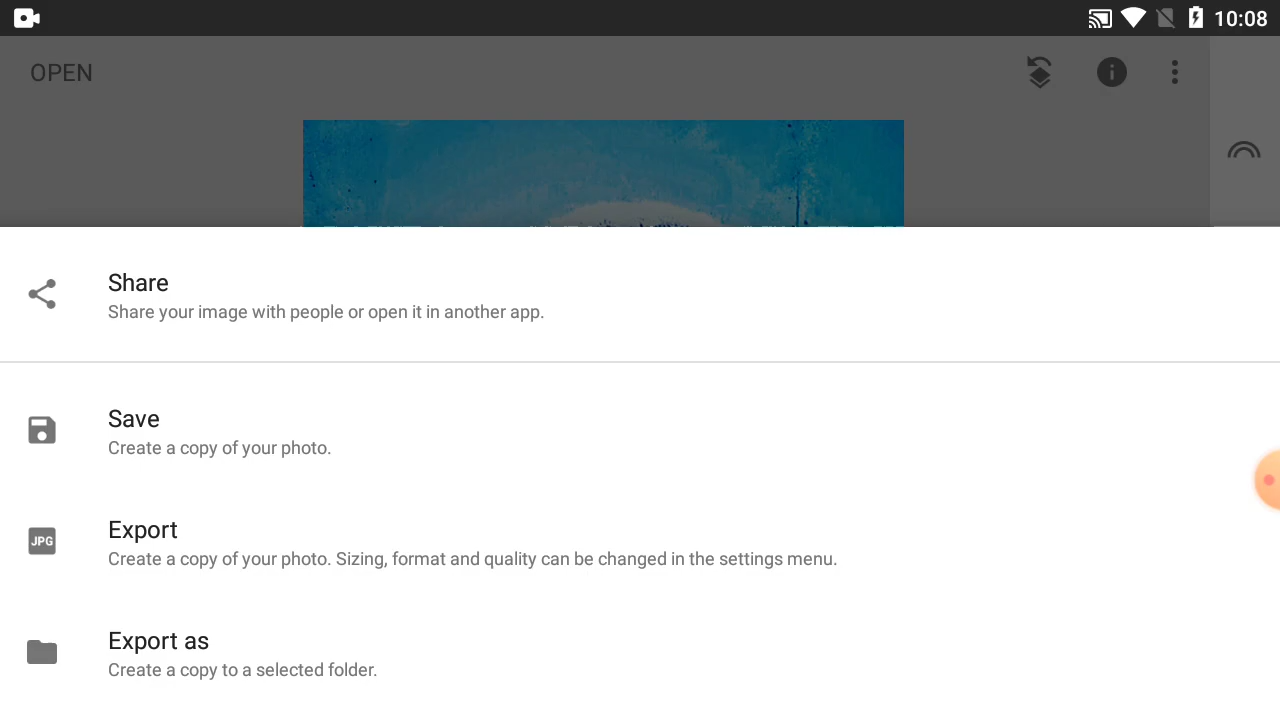 10:08
OPEN
Share
Share your image with people or open it in another app.
Save
Create a copy of your photo.
JPG
Export
Create a copy of your photo. Sizing, format and quality can be changed in the settings menu.
Export as
Create a copy to a selected folder.